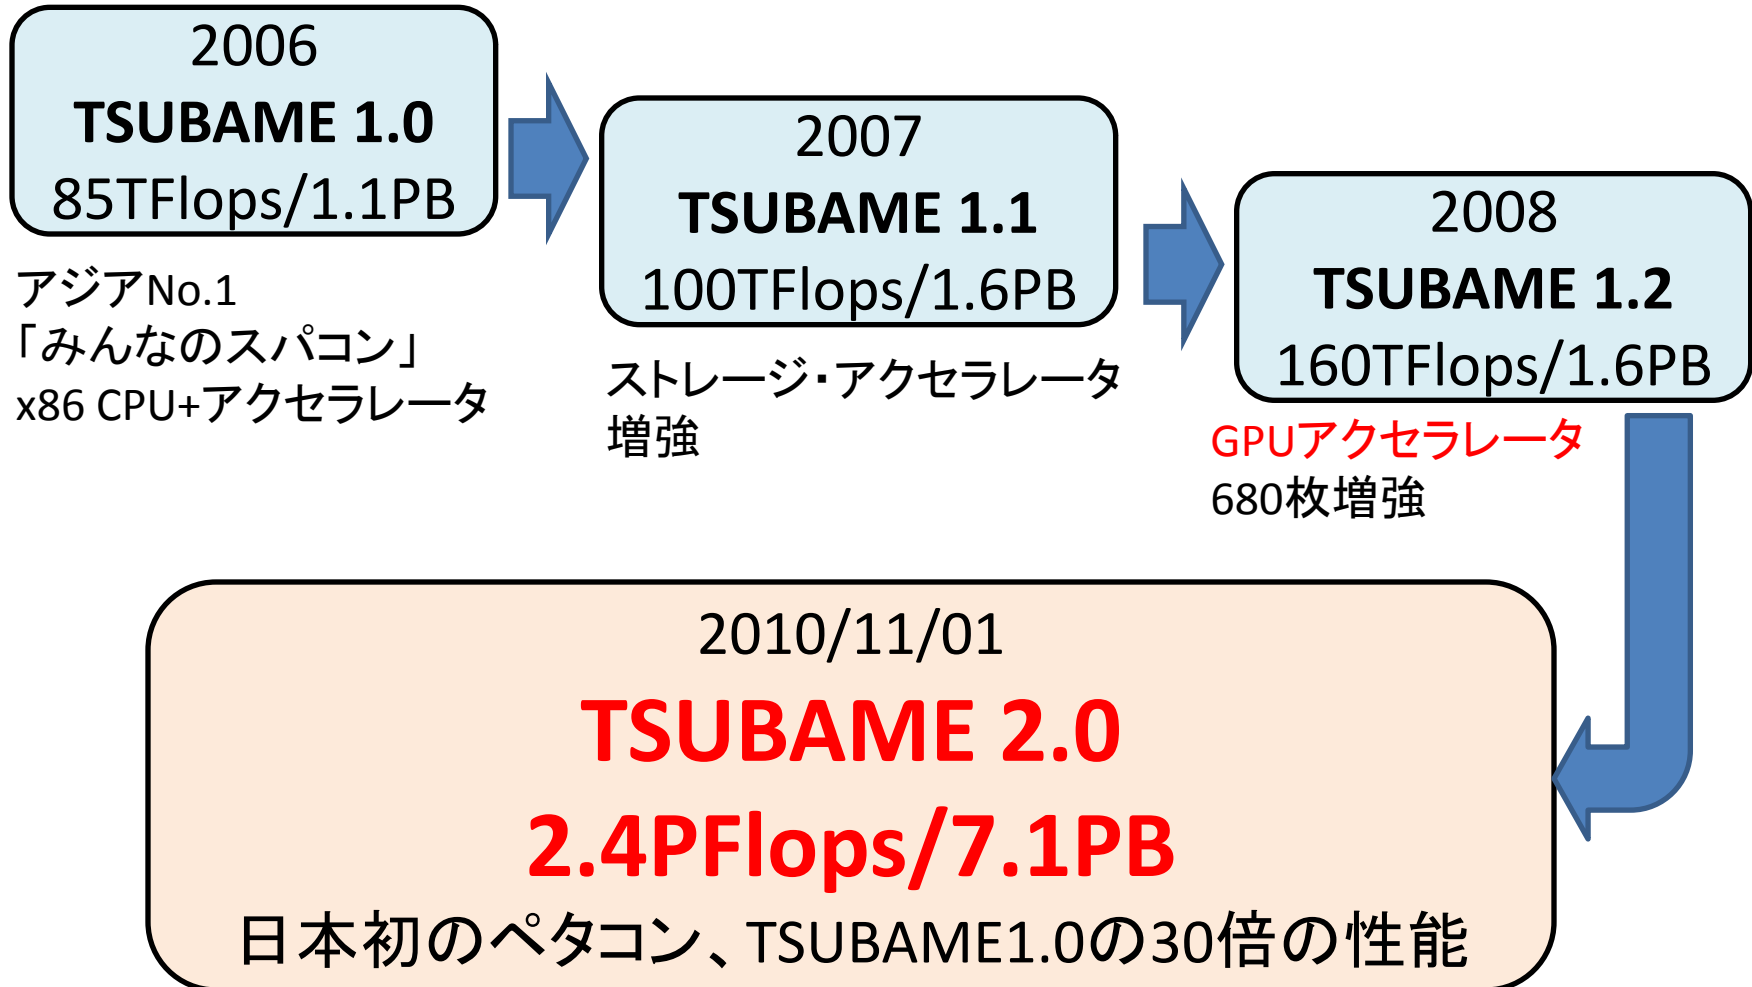 2006
TSUBAME 1.0
85TFlops/1.1PB
アジアNo.1
「みんなのスパコン」
x86 CPU+アクセラレータ
2007
TSUBAME 1.1
100TFlops/1.6PB
ストレージ・アクセラレータ
増強
2008
TSUBAME 1.2
160TFlops/1.6PB
GPUアクセラレータ
680枚増強
2010/11/01
TSUBAME 2.0
2.4PFlops/7.1PB
日本初のペタコン、TSUBAME1.0の30倍の性能